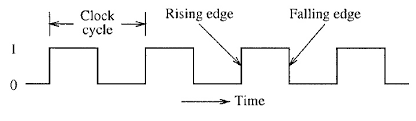 Clock
cycle
Rising edge
Falling edge
1
0
Time